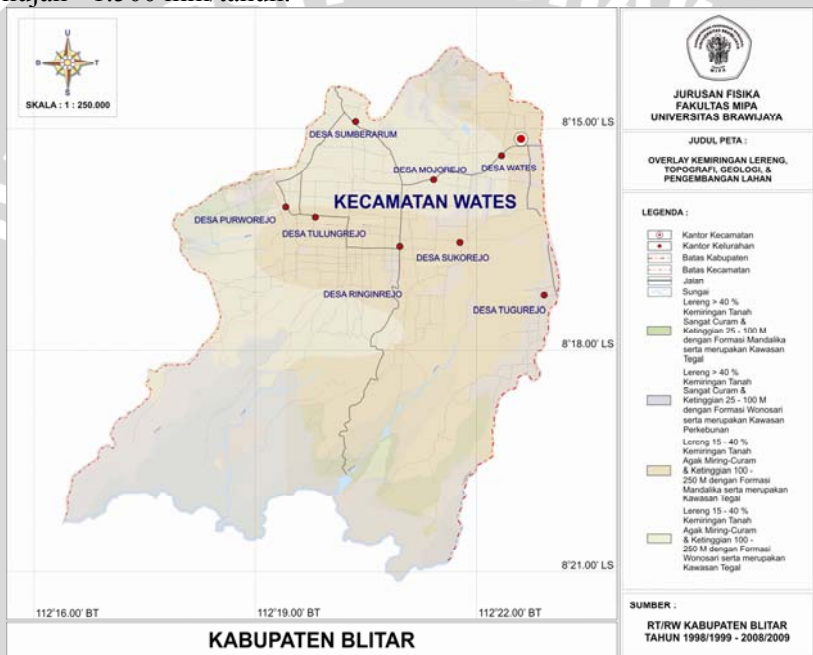 SKALA : 1 : 250.000
U
B
T
S
DESA SUMBERARUM
DESA MOJOREJO
DESA WATES
KECAMATAN WATES
DESA PURWOREJO
DESA TULUNGREJO
DESA SUKOREJO
DESA RINGINREJO
DESA TUGUREJO
8'15.00' LS
8'18.00' LS
8'21.00' LS
112'16.00' BT
112'19.00' BT
112'22.00' BT
KABUPATEN BLITAR
JURUSAN FISIKA
FAKULTAS MIPA
UNIVERSITAS BRAWIJAYA
JUDUL PETA :
OVERLAY KEMIRINGAN LERENG,
TOPOGRAFI, GEOLOGI, &
PENGEMBANGAN LAHAN
LEGENDA :
Kantor Kecamatan
Kantor Kelurahan
Batas Kabupaten
Batas Kecamatan
Jalan
Sungai
Lereng > 40 %
Kemiringan Tanah
Sangat Curam &
Ketinggian 25 - 100 M
dengan Formasi Mandalika
serta merupakan Kawasan
Tegal
Lereng > 40 %
Kemiringan Tanah
Sangat Curam &
Ketinggian 25 - 100 M
dengan Formasi Wonosari
serta merupakan Kawasan
Perkebunan
Lereng 15 - 40 %
Kemiringan Tanah
Agak Miring-Curam
& Ketinggian 100 -
250 M dengan Formasi
Mandalika serta merupakan
Kawasan Tegal
Lereng 15 - 40 %
Kemiringan Tanah
Agak Miring-Curam
& Ketinggian 100 -
250 M dengan Formasi
Wonosari serta merupakan
Kawasan Tegal
SUMBER :
RT/RW KABUPATEN BLITAR
TAHUN 1998/1999 - 2008/2009